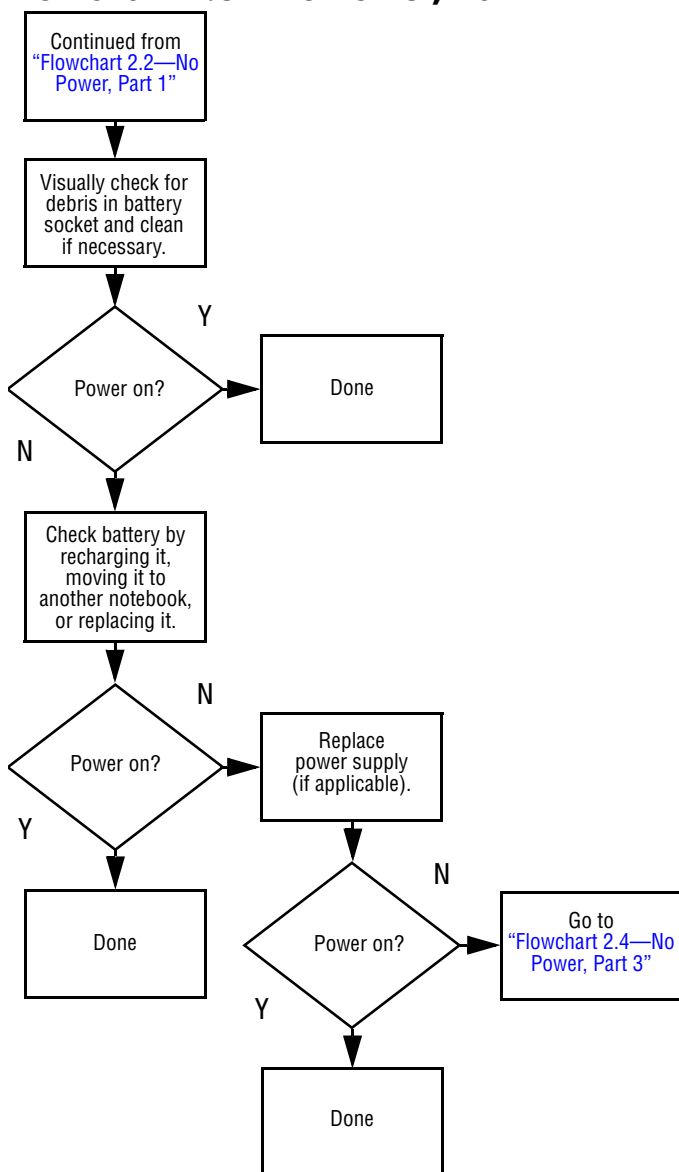 Continued from
“Flowchart 2.2—No
Power, Part 1”
Visually check for
debris in battery
socket and clean
if necessary.
Y
Power on?
Done
N
Check battery by
recharging it,
moving it to
another notebook,
or replacing it.
N
Power on?
Replace
power supply
(if applicable).
Y
Done
N
Power on?
Go to
“Flowchart 2.4—No
Power, Part 3”
Y
Done